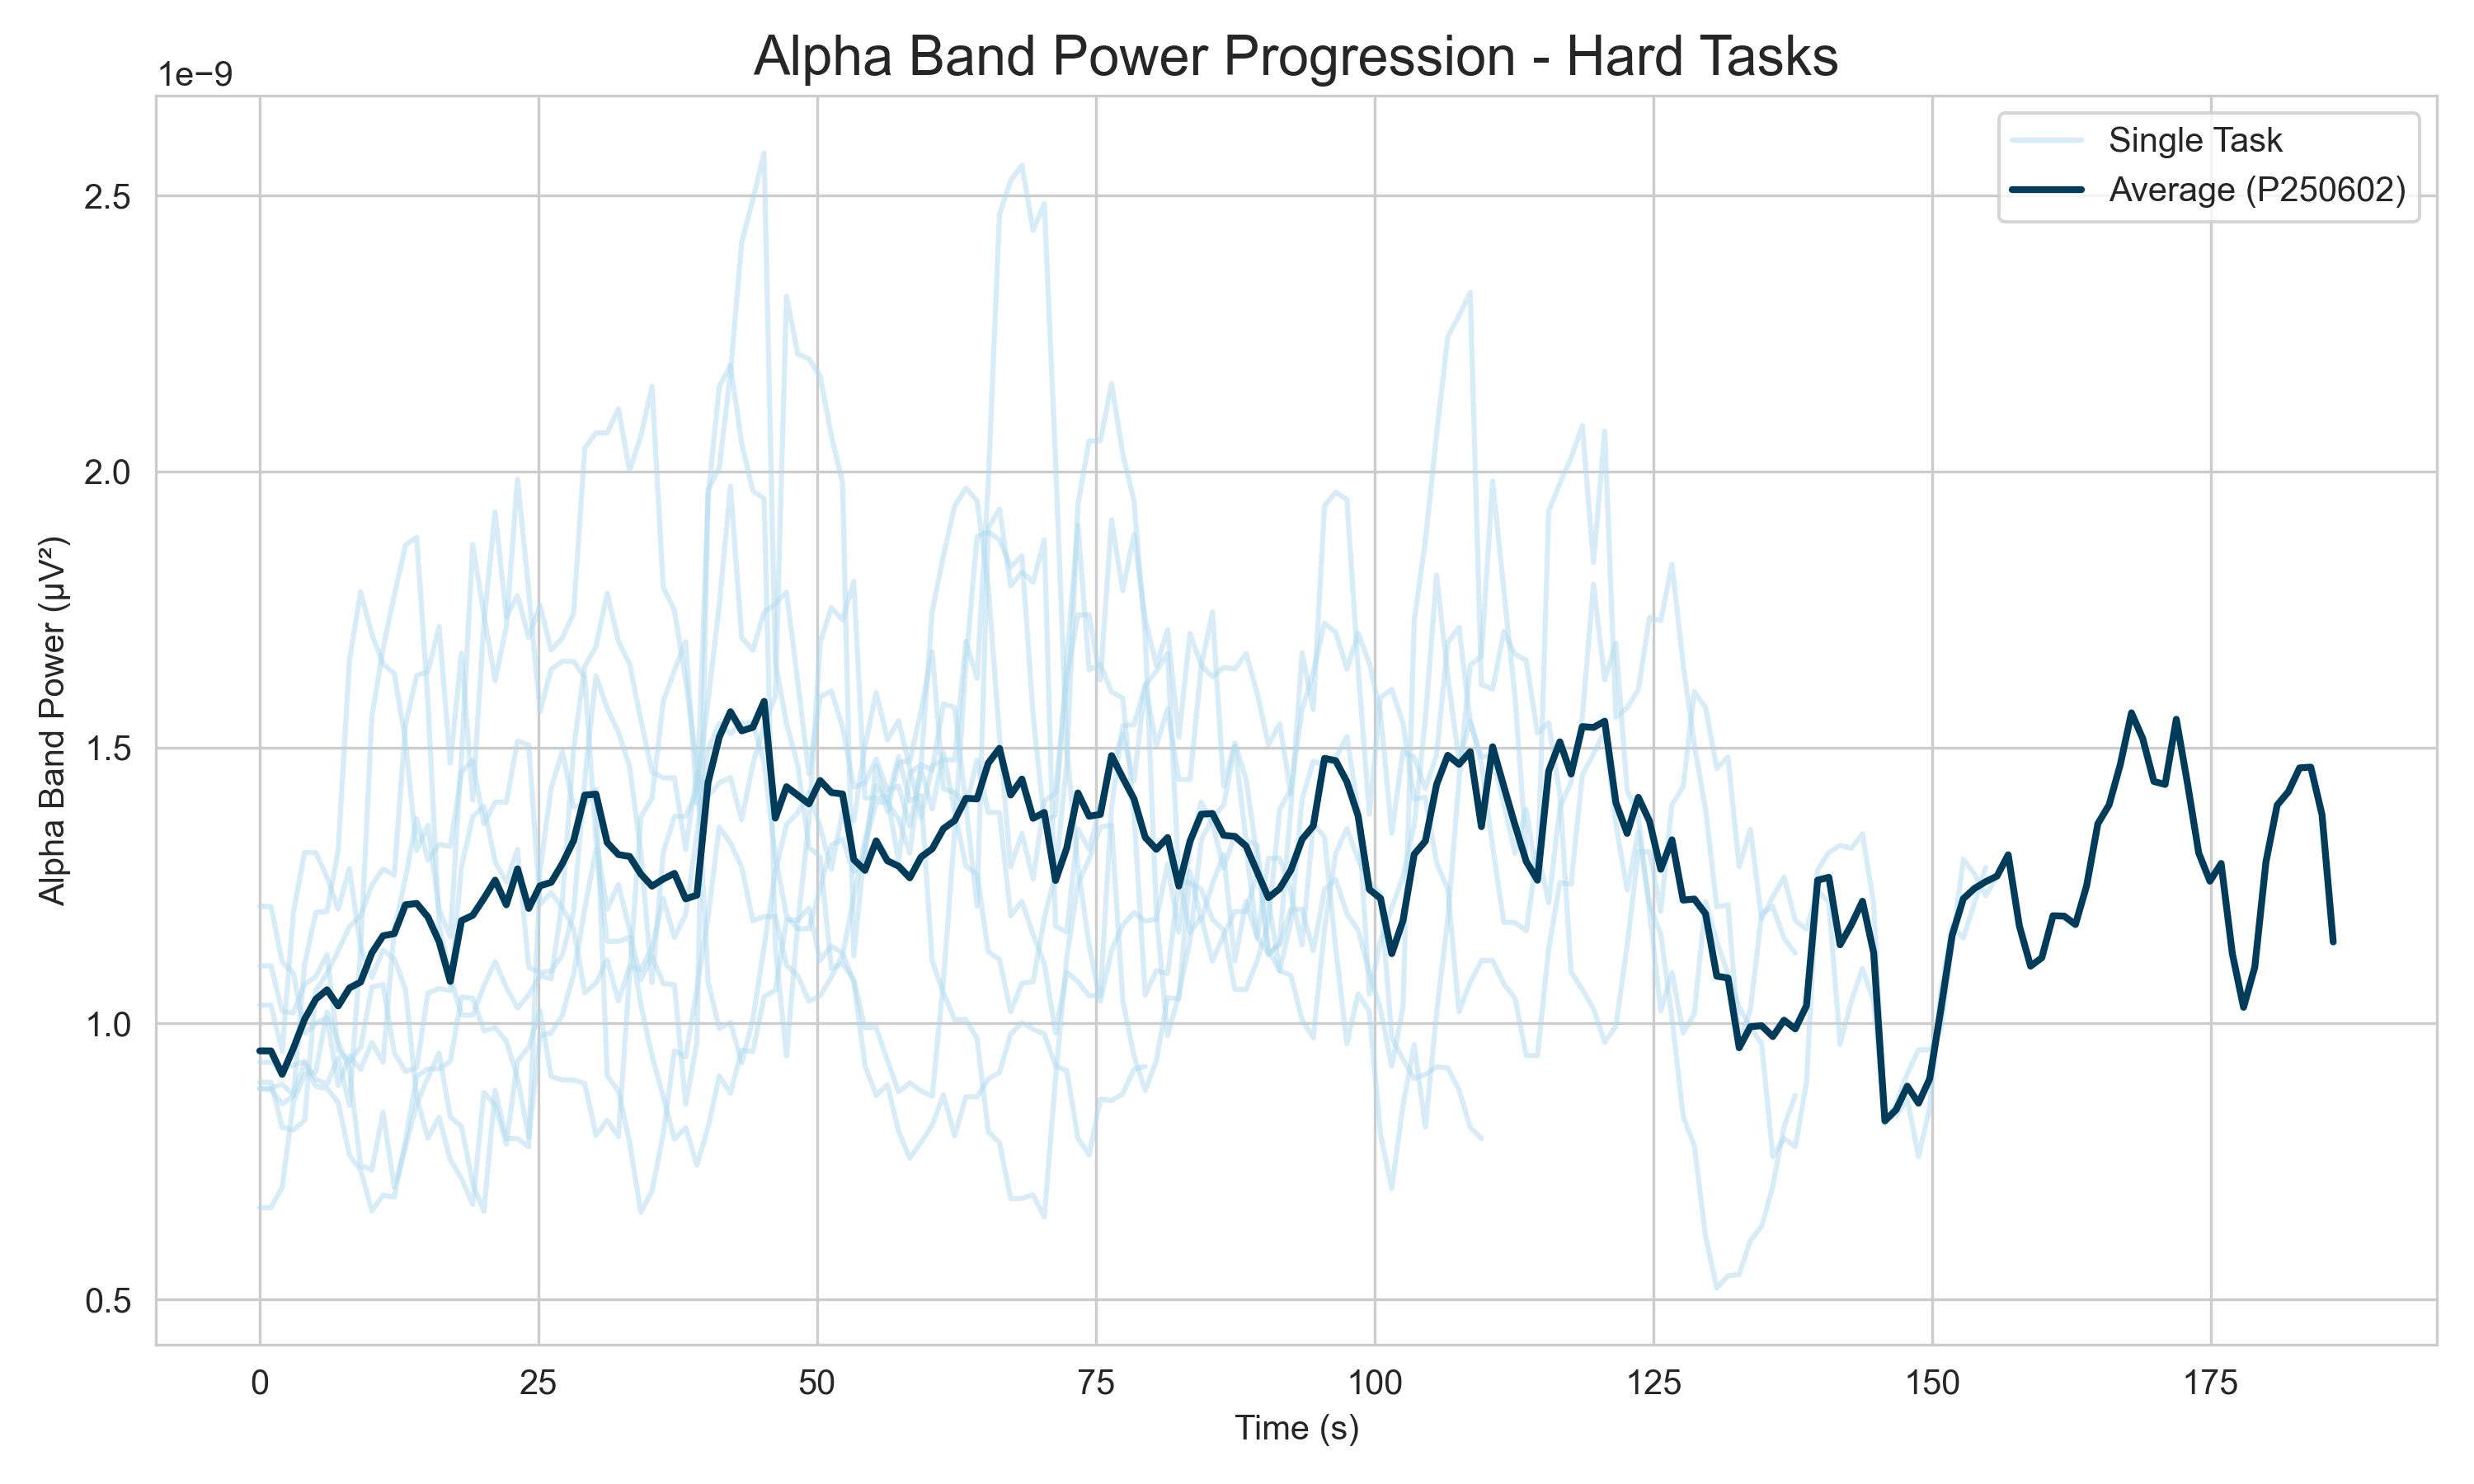 Alpha Band Power Progression - Hard Tasks
1e−9
Single Task
Average (P250602)
2.5
2.0
1.5
1.0
0.5
Alpha Band Power (µV²)
0 25 50 75 100 125 150 175
Time (s)